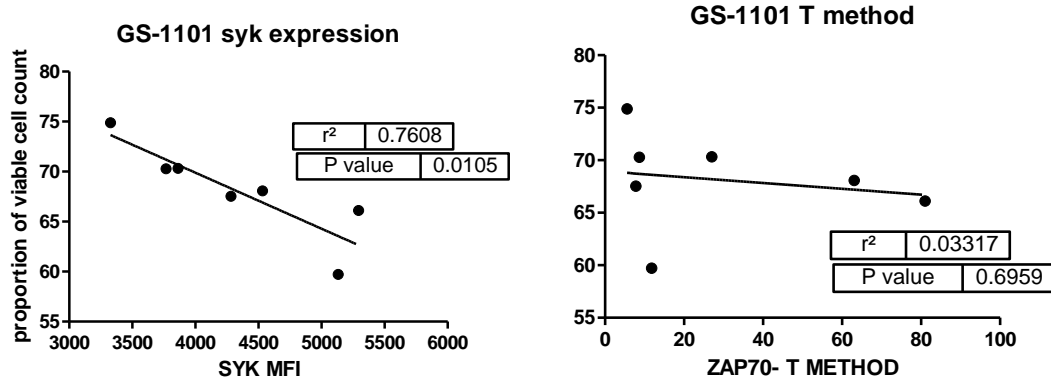 GS-1101 syk expression
proportion of viable cell count
80
75
70
65
60
55
3000 3500 4000 4500 5000 5500 6000
SYK MFI
r² 0.7608
P value 0.0105
GS-1101 T method
80
75
70
65
60
55
0 20 40 60 80 100
ZAP70- T METHOD
r² 0.03317
P value 0.6959